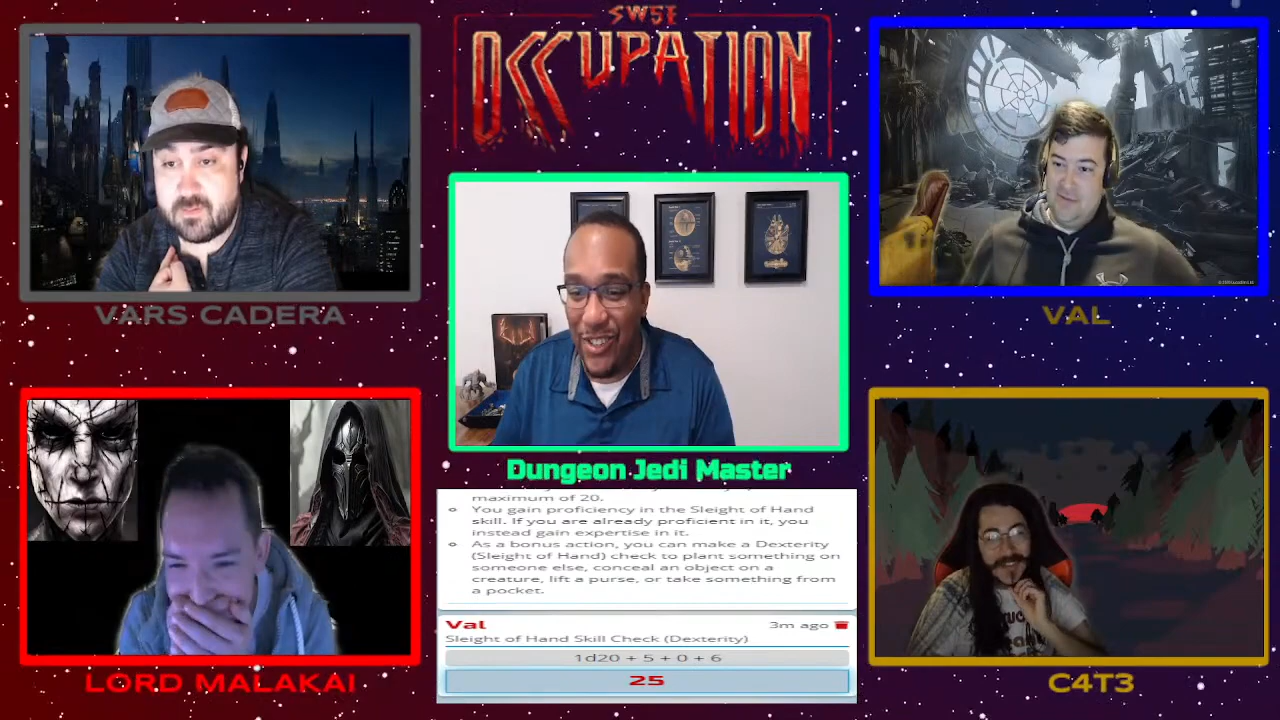 SW5E
OCCUPATION
VARS CADERA
VAL
Dungeon Jedi Master
maximum of 20.
You gain proficiency in the Sleight of Hand
skill. If you are already proficient in it, you
instead gain expertise in it.
As a bonus action, you can make a Dexterity
(Sleight of Hand) check to plant something on
someone else, conceal an object on a
creature, lift a purse, or take something from
a pocket.
Val
3m ago
Sleight of Hand Skill Check (Dexterity)
1d20 + 5 + 0 + 6
25
LORD MALAKAI
C4T3